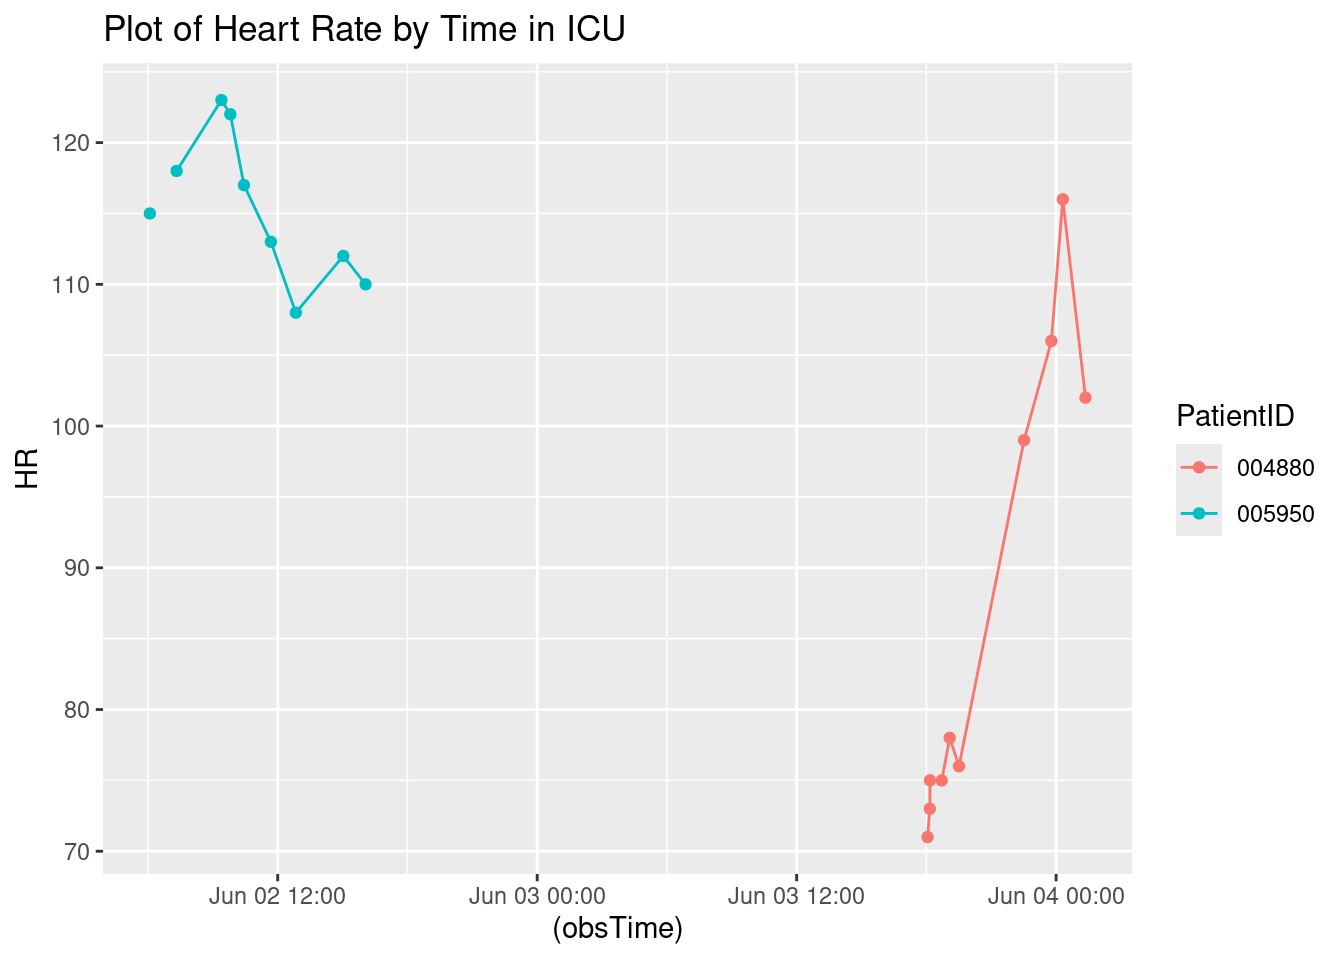 Plot of Heart Rate by Time in ICU
120
110
100
90
80
70
HR
Jun 02 12:00
Jun 03 00:00
Jun 03 12:00
Jun 04 00:00
(obsTime)
PatientID
004880
005950